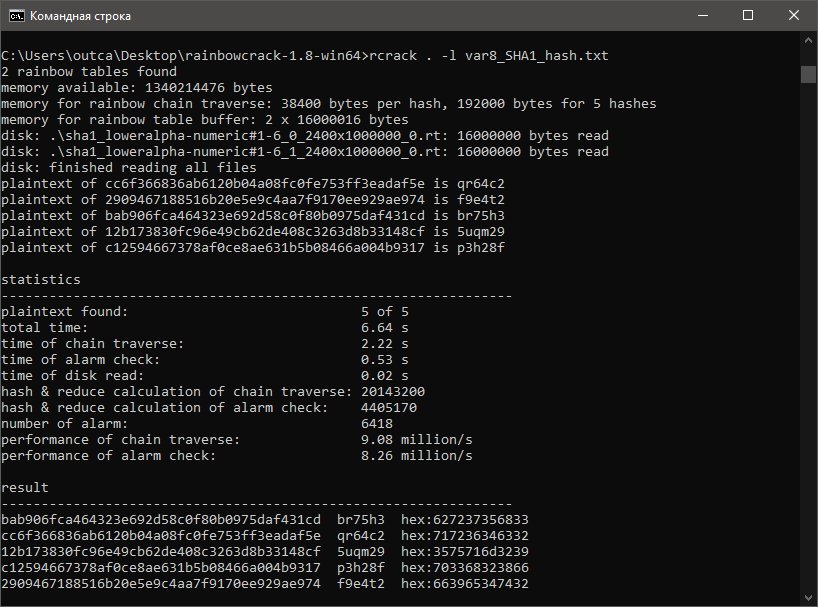 Командная строка
C:\Users\outca\Desktop\rainbowcrack-1.8-win64>rcrack . -l var8_SHA1_hash.txt
2 rainbow tables found
memory available: 1340214476 bytes
memory for rainbow chain traverse: 38400 bytes per hash, 192000 bytes for 5 hashes
memory for rainbow table buffer: 2 x 16000016 bytes
disk: .\sha1_loweralpha-numeric#1-6_0_2400x1000000_0.rt: 16000000 bytes read
disk: .\sha1_loweralpha-numeric#1-6_1_2400x1000000_0.rt: 16000000 bytes read
disk: finished reading all files
plaintext of cc6f366836ab6120b04a08fc0fe753ff3eadaf5e is qr64c2
plaintext of 2909467188516b20e5e9c4aa7f9170ee929ae974 is f9e4t2
plaintext of bab906fca464323e692d58c0f80b0975daf431cd is br75h3
plaintext of 12b173830fc96e49cb62de408c3263d8b33148cf is 5uqm29
plaintext of c12594667378af0ce8ae631b5b08466a004b9317 is p3h28f
statistics
----------------------------------------------------------------
plaintext found: 5 of 5
total time: 6.64 s
time of chain traverse: 2.22 s
time of alarm check: 0.53 s
time of disk read: 0.02 s
hash & reduce calculation of chain traverse: 20143200
hash & reduce calculation of alarm check: 4405170
number of alarm: 6418
performance of chain traverse: 9.08 million/s
performance of alarm check: 8.26 million/s
result
----------------------------------------------------------------
bab906fca464323e692d58c0f80b0975daf431cd br75h3 hex:627237356833
cc6f366836ab6120b04a08fc0fe753ff3eadaf5e qr64c2 hex:717236346332
12b173830fc96e49cb62de408c3263d8b33148cf 5uqm29 hex:3575716d3239
c12594667378af0ce8ae631b5b08466a004b9317 p3h28f hex:703368323866
2909467188516b20e5e9c4aa7f9170ee929ae974 f9e4t2 hex:663965347432